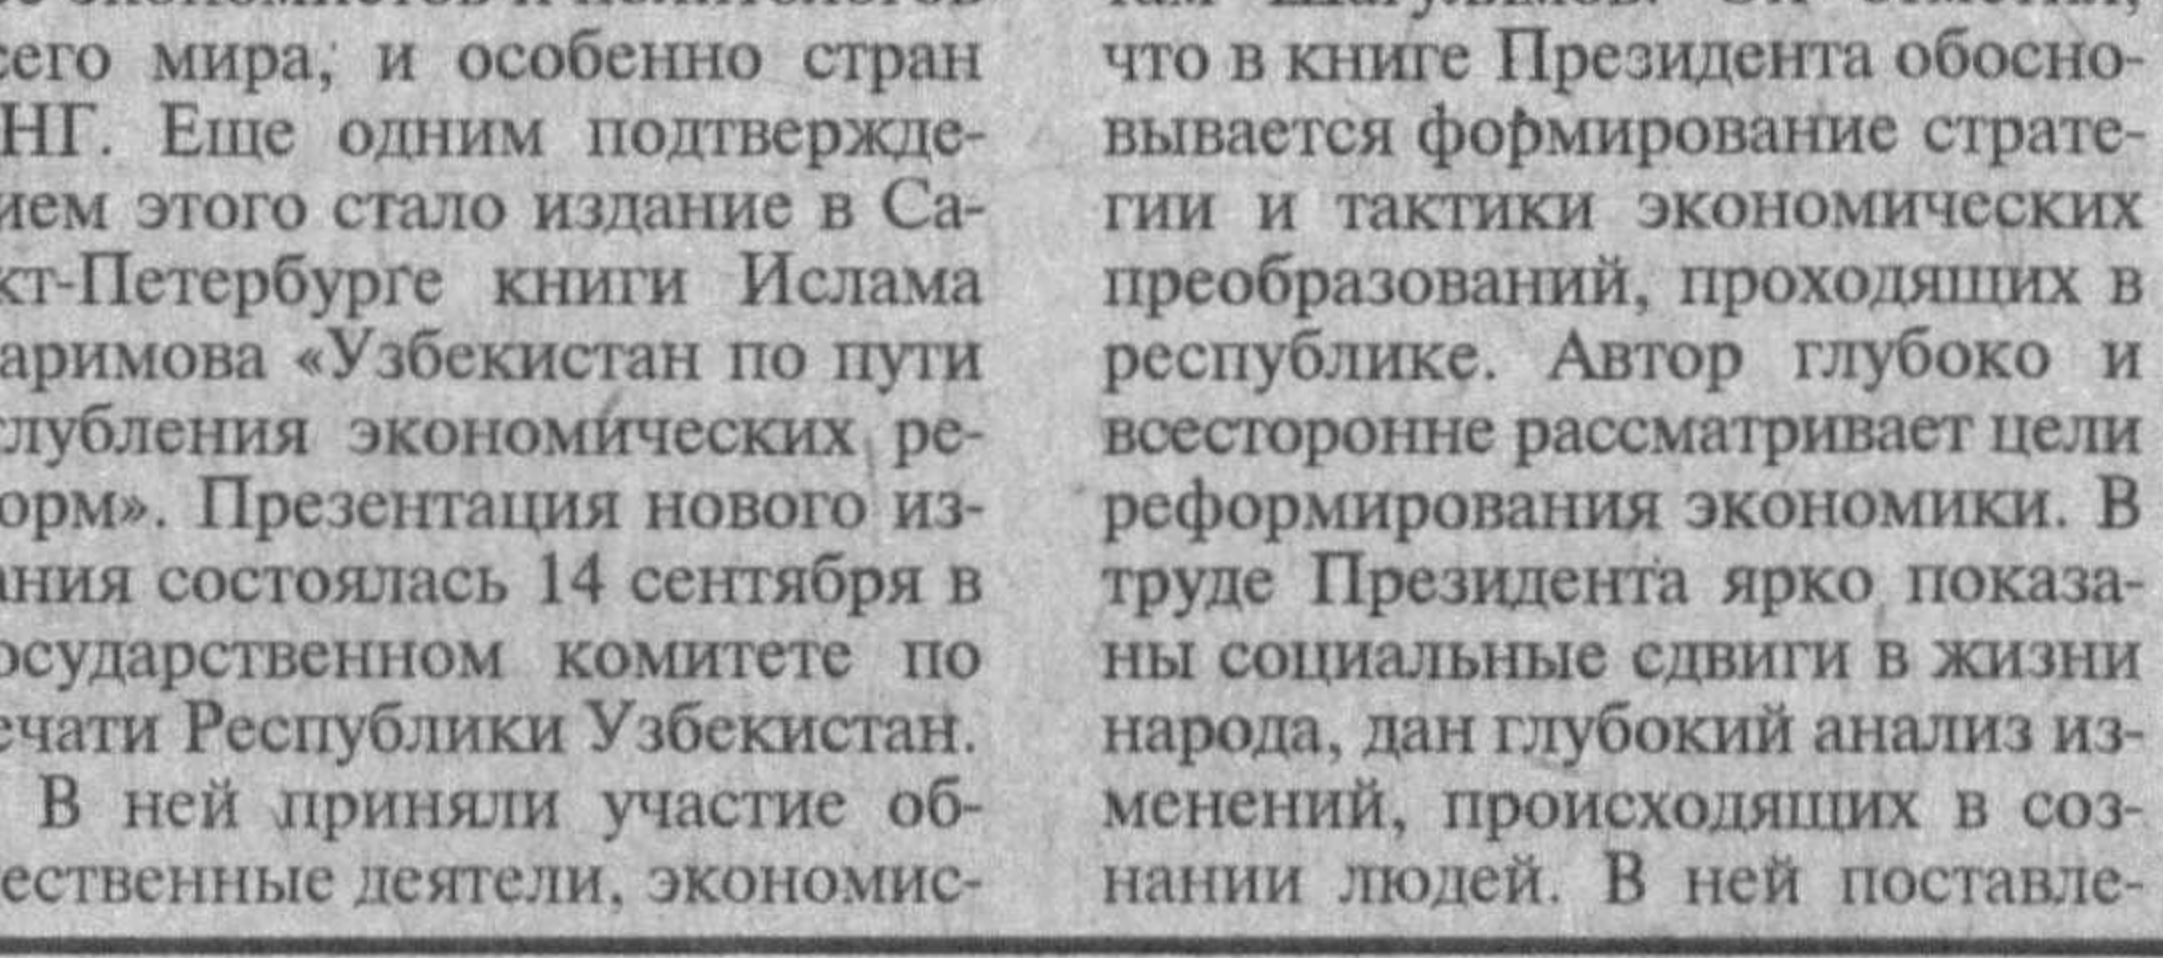 сего мира, и особенно стран
НГ. Еще одним подтвержде-
ием этого стало издание в Са-
кт-Петербурге книги Ислама
аримова «Узбекистан по пути
глубления экономических ре-
орм». Презентация нового из-
ания состоялась 14 сентября в
осударственном комитете по
ечати Республики Узбекистан.
В ней приняли участие об-
ественные деятели, экономис-
что в книге Президента обосно-
вывается формирование страте-
гии и тактики экономических
преобразований, проходящих в
республике. Автор глубоко и
всесторонне рассматривает цели
реформирования экономики. В
труде Президента ярко показа-
ны социальные сдвиги в жизни
народа, дан глубокий анализ из-
менений, происходящих в соз-
нании людей. В ней поставле-